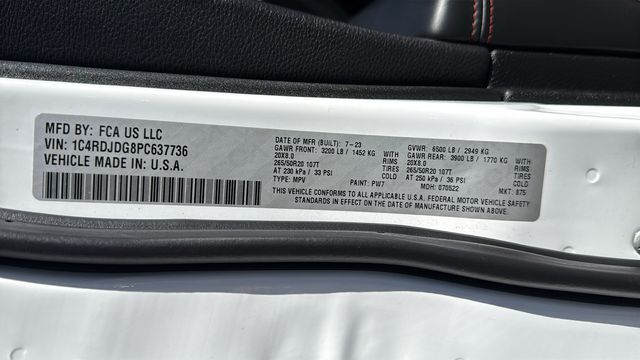 MFD BY: FCA US LLC
VIN: 1C4RDJDG8PC637736
VEHICLE MADE IN U.S.A.
DATE OF MFR (BUILT): 7-23
GAWR FRONT: 3200 LB / 1452 KG WITH
20X8.0 RIMS
265/50R20 107T TIRES
AT 230 kPa / 33 PSI COLD
TYPE: MPV PAINT: PW7
GVWR: 6500 LB / 2949 KG
GAWR REAR: 3900 LB / 1770 KG WITH
20X8.0 RIMS
265/50R20 107T TIRES
AT 250 kPa / 36 PSI COLD
MDH: 070522 MXT: 875
THIS VEHICLE CONFORMS TO ALL APPLICABLE U.S.A. FEDERAL MOTOR VEHICLE SAFETY
STANDARDS IN EFFECT ON THE DATE OF MANUFACTURE SHOWN ABOVE.